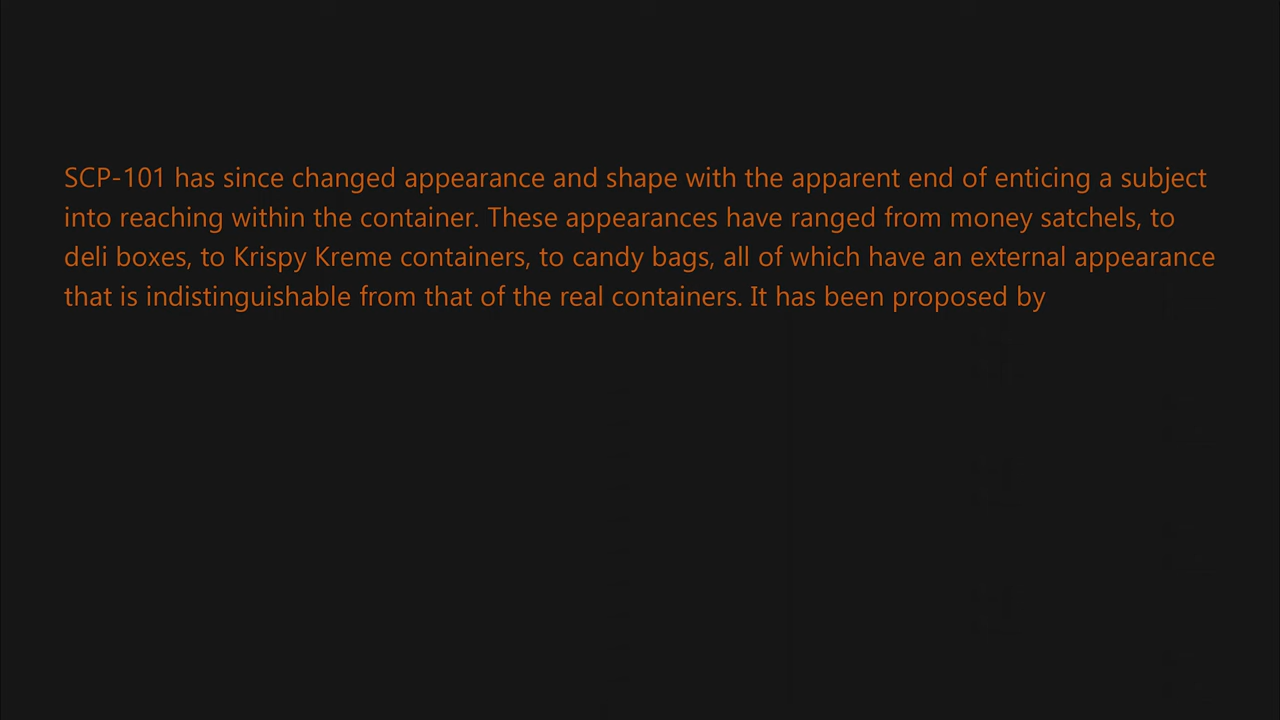 SCP-101 has since changed appearance and shape with the apparent end of enticing a subject
into reaching within the container. These appearances have ranged from money satchels, to
deli boxes, to Krispy Kreme containers, to candy bags, all of which have an external appearance
that is indistinguishable from that of the real containers. It has been proposed by